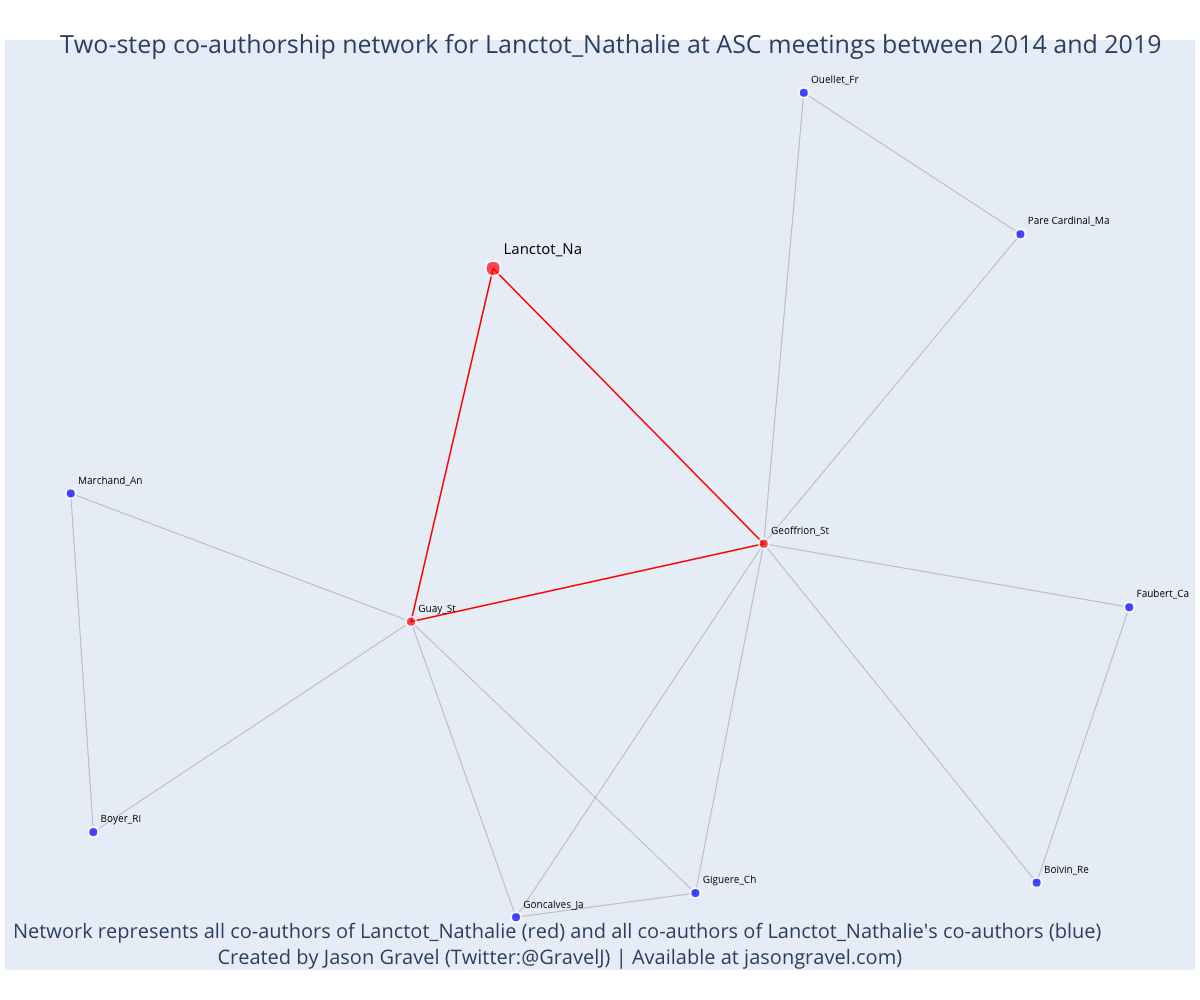 Two-step co-authorship network for Lanctot_Nathalie at ASC meetings between 2014 and 2019
Ouellet_Fr
Pare Cardinal_Ma
Lanctot_Na
Marchand_An
Geoffrion_St
Faubert_Ca
Guay_St
Boyer_Ri
Boivin_Re
Giguere_Ch
Goncalves_Ja
Network represents all co-authors of Lanctot_Nathalie (red) and all co-authors of Lanctot_Nathalie's co-authors (blue)
Created by Jason Gravel (Twitter:@GravelJ) | Available at jasongravel.com)